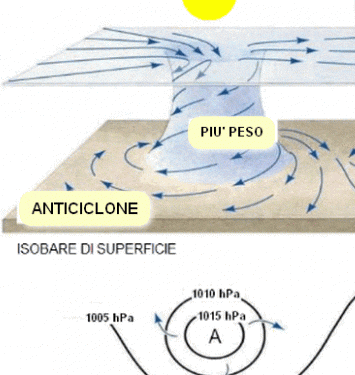 PIU' PESO
ANTICICLONE
ISOBARE DI SUPERFICIE
1010 hPa
1005 hPa
1015 hPa
A